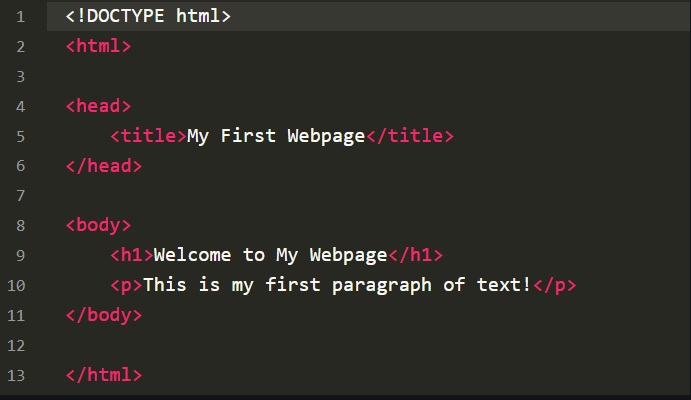 1 <!DOCTYPE html>
2 <html>
3
4 <head>
5     <title>My First Webpage</title>
6 </head>
7
8 <body>
9     <h1>Welcome to My Webpage</h1>
10     <p>This is my first paragraph of text!</p>
11 </body>
12
13 </html>